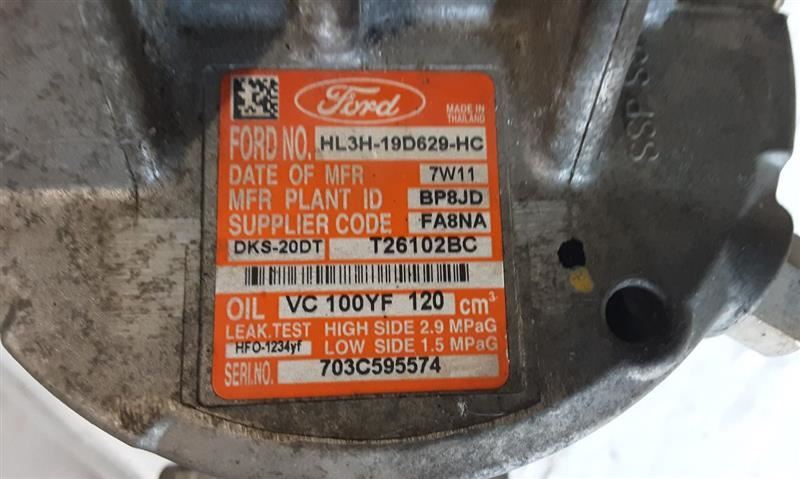 Ford
MADE IN
THAILAND
FORD NO. HL3H-19D629-HC
DATE OF MFR 7W11
MFR PLANT ID BP8JD
SUPPLIER CODE FA8NA
DKS-20DT T26102BC
OIL VC 100YF 120 cm³
LEAK.TEST HIGH SIDE 2.9 MPaG
HFO-1234yf LOW SIDE 1.5 MPaG
SERI.NO. 703C595574
SSP